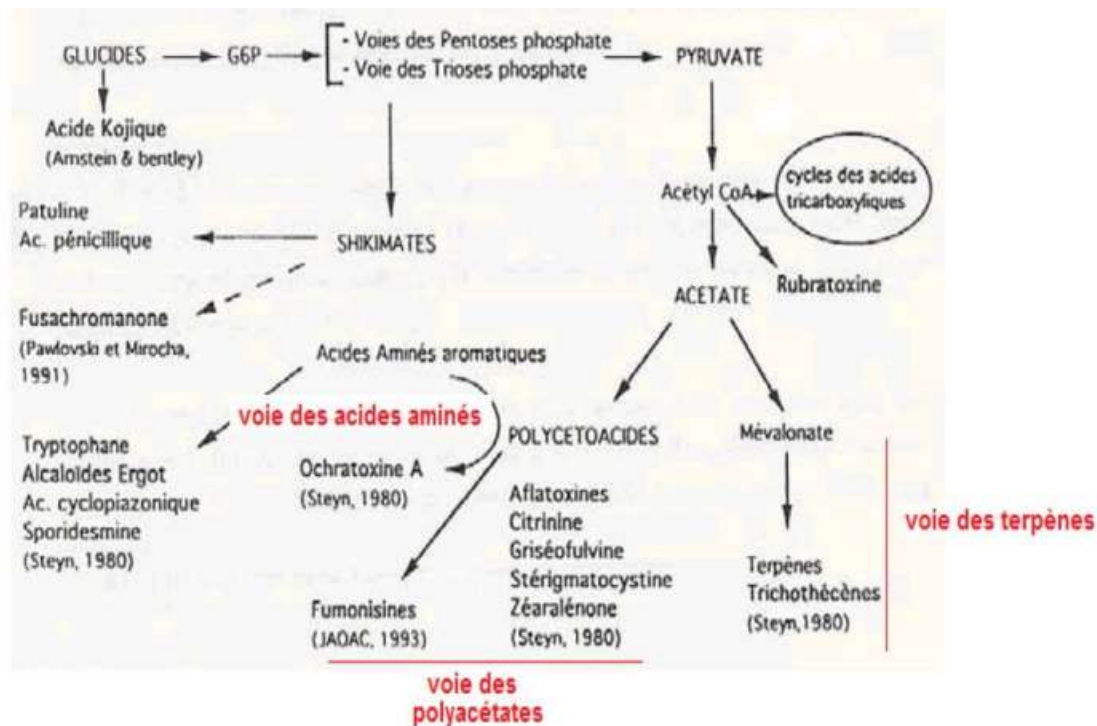 GLUCIDES
G6P
- Voies des Pentoses phosphate
- Voie des Trioses phosphate
PYRUVATE
Acide Kojique
(Arnstein & bentley)
Acétyl CoA
cycles des acides
tricarboxyliques
Patuline
Ac. pénicillique
SHIKIMATES
Rubratoxine
ACETATE
Fusachromanone
(Pawlovski et Mirocha,
1991)
Acides Aminés aromatiques
voie des acides aminés
POLYCETOACIDES
Mévalonate
Tryptophane
Alcaloïdes Ergot
Ac. cyclopiazonique
Sporidesmine
(Steyn, 1980)
Ochratoxine A
(Steyn, 1980)
Aflatoxines
Citrinine
Griséofulvine
Stérigmatocystine
Zéaralénone
(Steyn, 1980)
voie des terpènes
Terpènes
Trichothécènes
(Steyn,1980)
Fumonisines
(JAOAC, 1993)
voie des
polyacétates